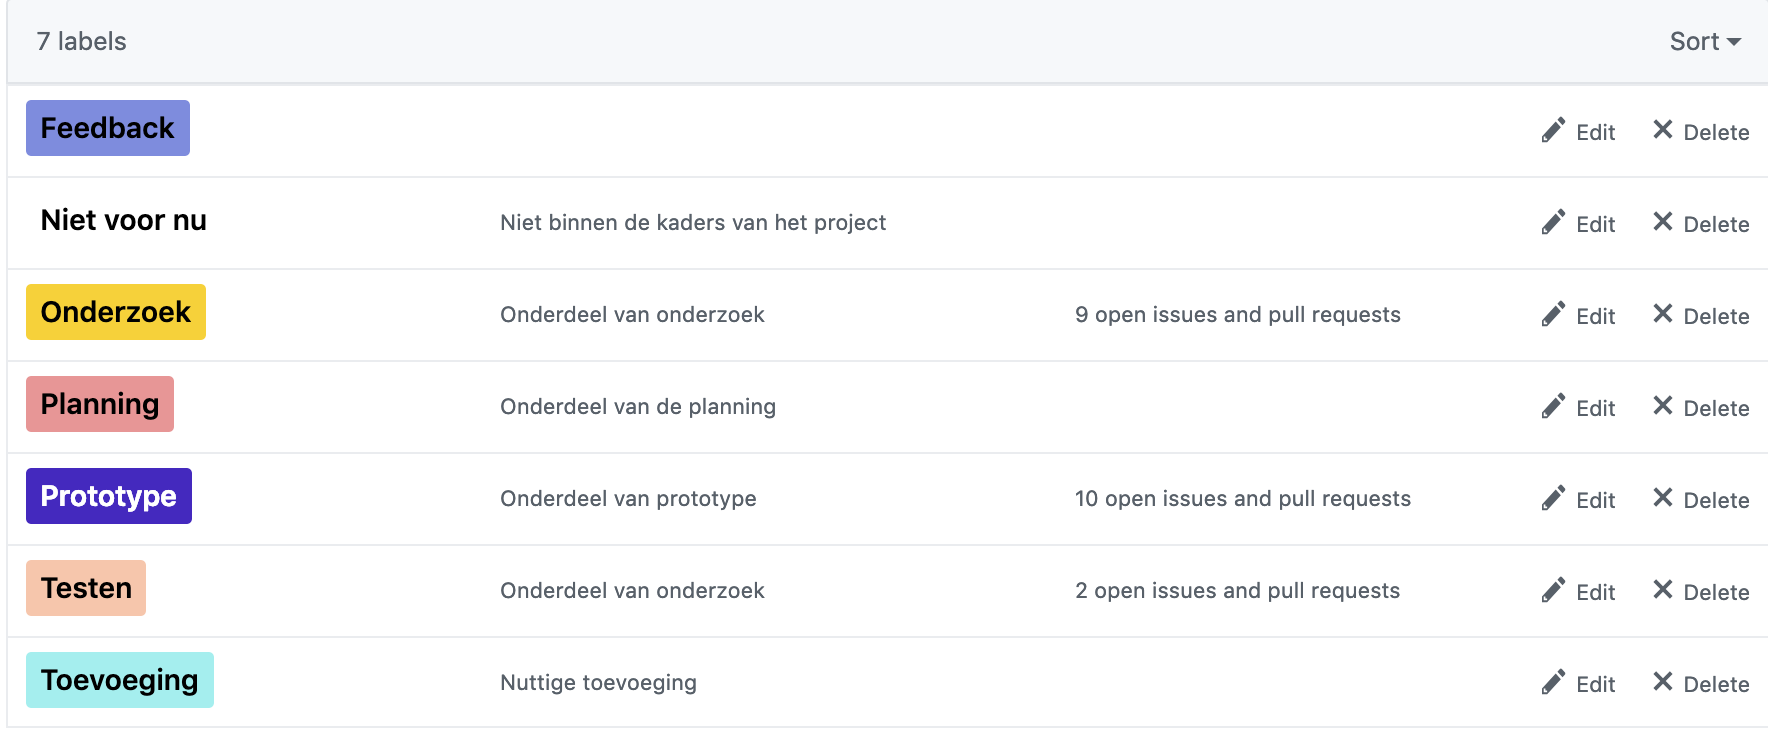 7 labels Sort
Feedback Edit Delete
Niet voor nu Niet binnen de kaders van het project Edit Delete
Onderzoek Onderdeel van onderzoek 9 open issues and pull requests Edit Delete
Planning Onderdeel van de planning Edit Delete
Prototype Onderdeel van prototype 10 open issues and pull requests Edit Delete
Testen Onderdeel van onderzoek 2 open issues and pull requests Edit Delete
Toevoeging Nuttige toevoeging Edit Delete